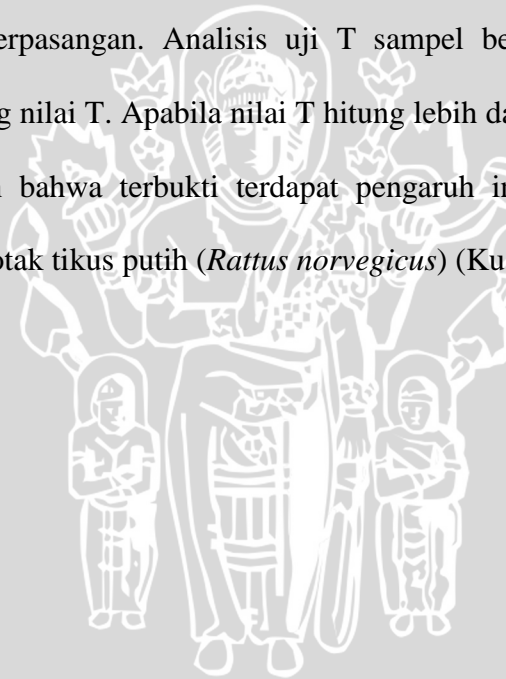 erpasangan. Analisis uji T sampel be
g nilai T. Apabila nilai T hitung lebih da
bahwa terbukti terdapat pengaruh in
otak tikus putih (Rattus norvegicus) (Ku